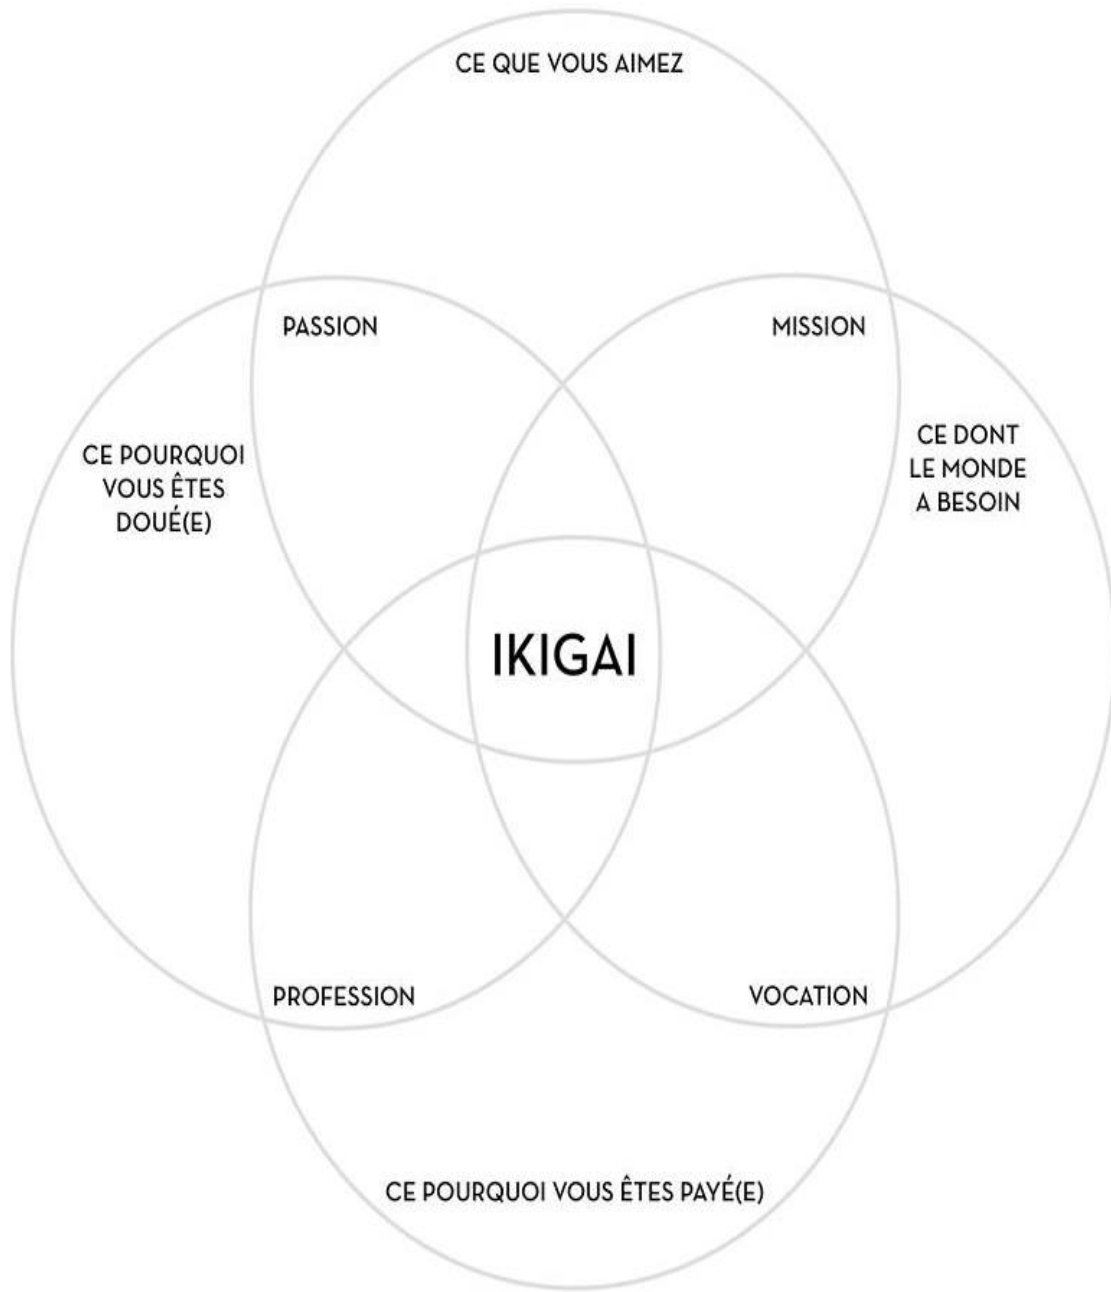 CE QUE VOUS AIMEZ
PASSION
MISSION
CE POURQUOI
VOUS ÊTES
DOUÉ(E)
CE DONT
LE MONDE
A BESOIN
IKIGAI
PROFESSION
VOCATION
CE POURQUOI VOUS ÊTES PAYÉ(E)